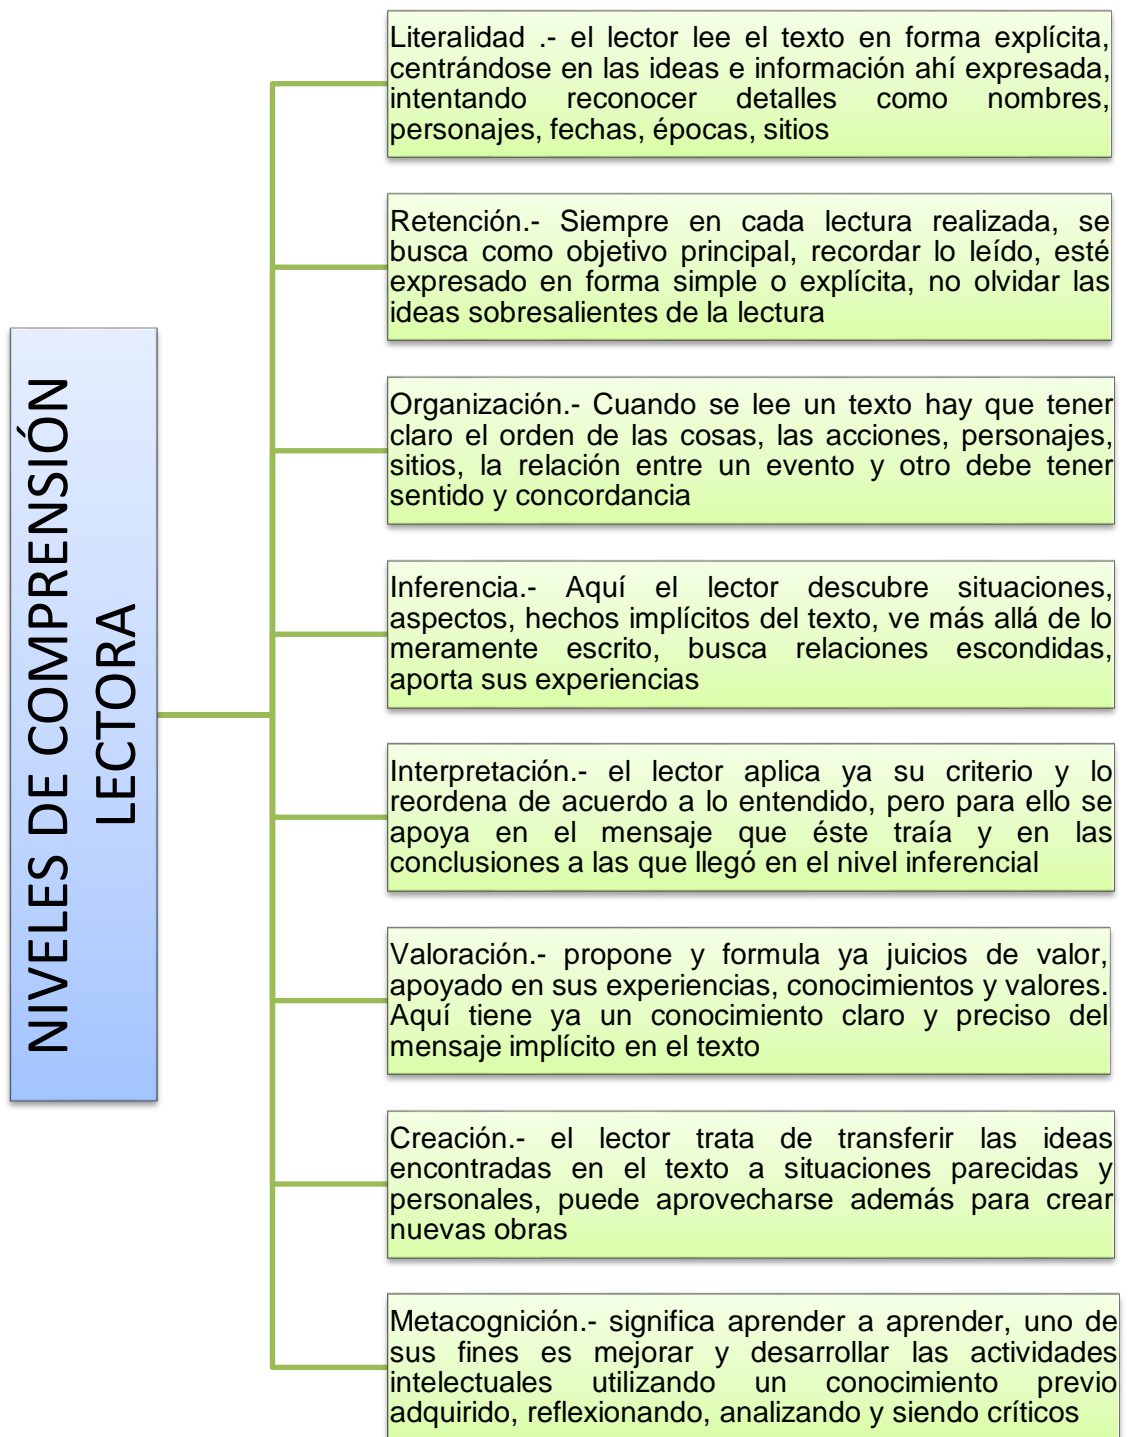 NIVELES DE COMPRENSIÓN
LECTORA
Literalidad .- el lector lee el texto en forma explícita,
centrándose en las ideas e información ahí expresada,
intentando reconocer detalles como nombres,
personajes, fechas, épocas, sitios
Retención.- Siempre en cada lectura realizada, se
busca como objetivo principal, recordar lo leído, esté
expresado en forma simple o explícita, no olvidar las
ideas sobresalientes de la lectura
Organización.- Cuando se lee un texto hay que tener
claro el orden de las cosas, las acciones, personajes,
sitios, la relación entre un evento y otro debe tener
sentido y concordancia
Inferencia.- Aquí el lector descubre situaciones,
aspectos, hechos implícitos del texto, ve más allá de lo
meramente escrito, busca relaciones escondidas,
aporta sus experiencias
Interpretación.- el lector aplica ya su criterio y lo
reordena de acuerdo a lo entendido, pero para ello se
apoya en el mensaje que éste traía y en las
conclusiones a las que llegó en el nivel inferencial
Valoración.- propone y formula ya juicios de valor,
apoyado en sus experiencias, conocimientos y valores.
Aquí tiene ya un conocimiento claro y preciso del
mensaje implícito en el texto
Creación.- el lector trata de transferir las ideas
encontradas en el texto a situaciones parecidas y
personales, puede aprovecharse además para crear
nuevas obras
Metacognición.- significa aprender a aprender, uno de
sus fines es mejorar y desarrollar las actividades
intelectuales utilizando un conocimiento previo
adquirido, reflexionando, analizando y siendo críticos